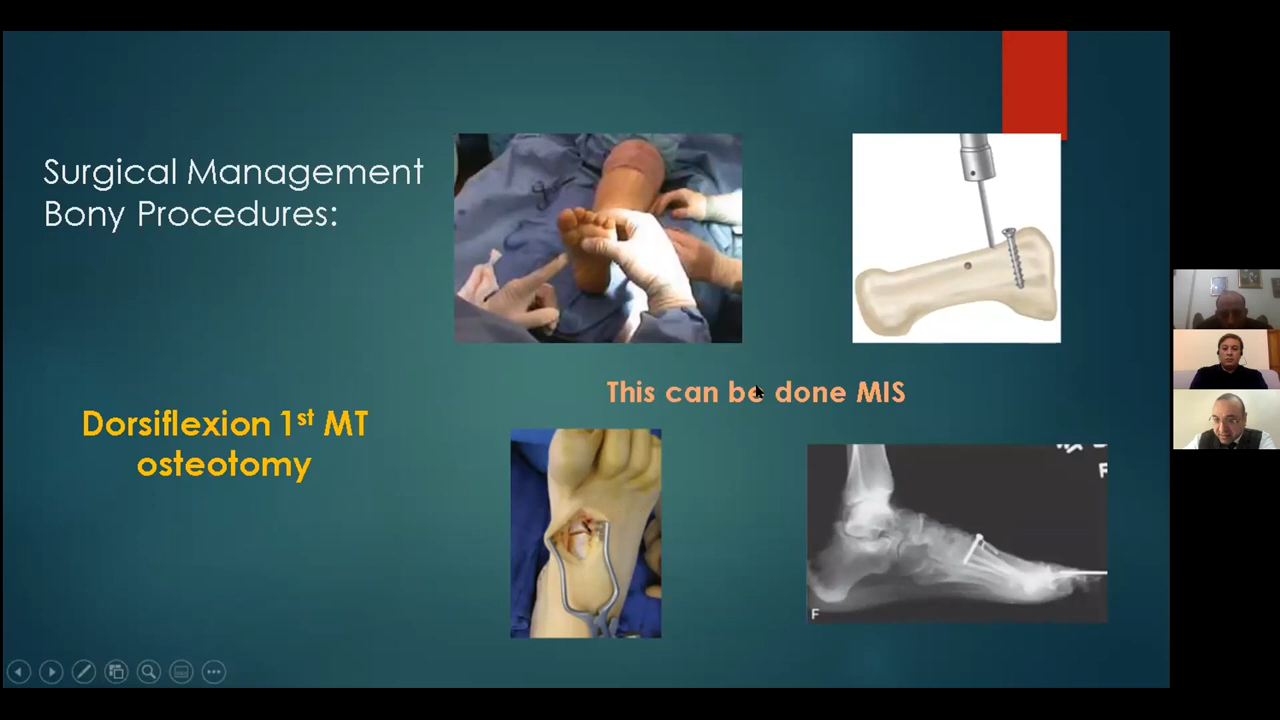 Surgical Management
Bony Procedures:
This can be done MIS
Dorsiflexion 1st MT
osteotomy
F
F